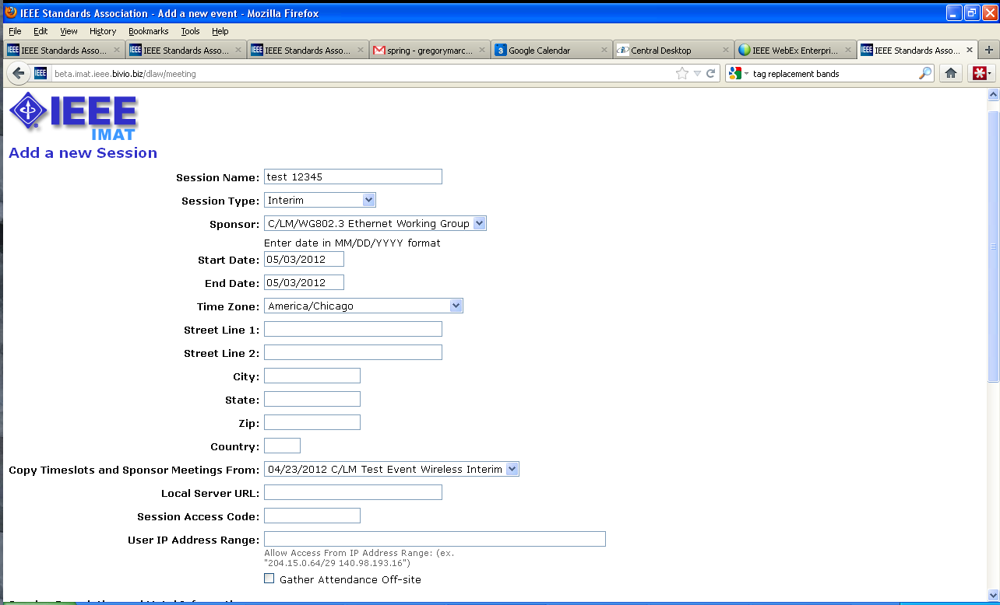 IEEE Standards Association - Add a new event - Mozilla Firefox
File Edit View History Bookmarks Tools Help
IEEE Standards Asso... IEEE Standards Asso... IEEE Standards Asso... spring - gregorymarc... Google Calendar Central Desktop IEEE WebEx Enterpri... IEEE Standards Asso...
beta.imat.ieee.bivio.biz/dlaw/meeting tag replacement bands
IEEE
IMAT
Add a new Session
Session Name: test 12345
Session Type: Interim
Sponsor: C/LM/WG802.3 Ethernet Working Group
Enter date in MM/DD/YYYY format
Start Date: 05/03/2012
End Date: 05/03/2012
Time Zone: America/Chicago
Street Line 1:
Street Line 2:
City:
State:
Zip:
Country:
Copy Timeslots and Sponsor Meetings From: 04/23/2012 C/LM Test Event Wireless Interim
Local Server URL:
Session Access Code:
User IP Address Range:
Allow Access From IP Address Range: (ex.
"204.15.0.64/29 140.98.193.16")
Gather Attendance Off-site